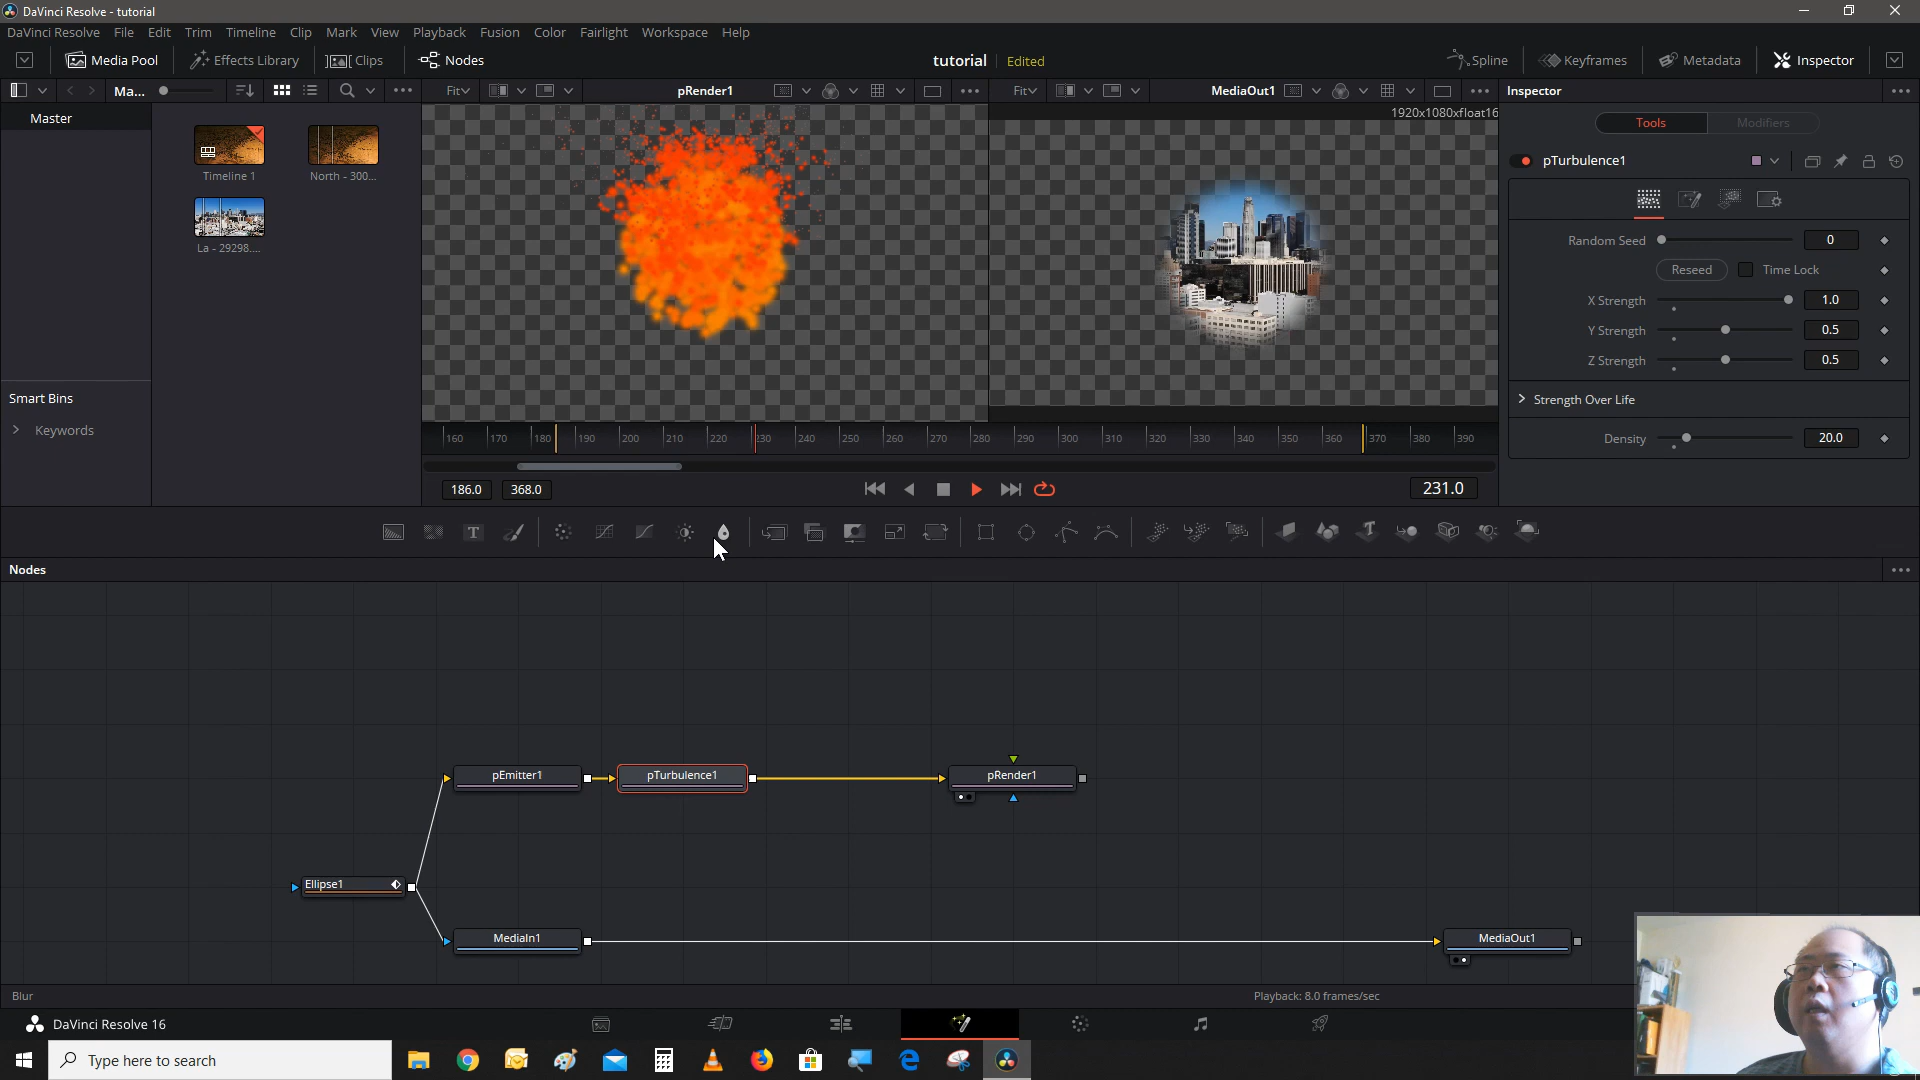 DaVinci Resolve - tutorial
DaVinci Resolve File Edit Trim Timeline Clip Mark View Playback Fusion Color Fairlight Workspace Help
Media Pool Effects Library Clips Nodes tutorial Edited Spline Keyframes Metadata Inspector
Ma... Fit pRender1 Fit MediaOut1 Inspector
Master
1920x1080xfloat16
Tools Modifiers
pTurbulence1
Timeline 1 North - 300...
La - 29298....
Random Seed 0
Reseed Time Lock
X Strength 1.0
Y Strength 0.5
Z Strength 0.5
Strength Over Life
Density 20.0
Smart Bins
Keywords
160 170 180 190 200 210 220 230 240 250 260 270 280 290 300 310 320 330 340 350 360 370 380 390
186.0 368.0 231.0
T
Nodes
pEmitter1 pTurbulence1 pRender1
Ellipse1
MediaIn1 MediaOut1
Blur Playback: 8.0 frames/sec
DaVinci Resolve 16
Type here to search